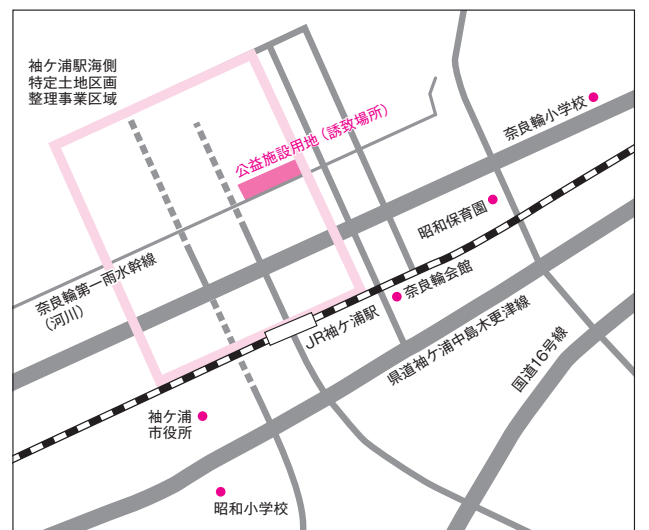 袖ケ浦駅海側
特定土地区画
整理事業区域
公益施設用地（誘致場所）
奈良輪小学校
昭和保育園
奈良輪第一雨水幹線
（河川）
奈良輪会館
JR袖ケ浦駅
県道袖ケ浦中島木更津線
国道16号線
袖ケ浦
市役所
昭和小学校